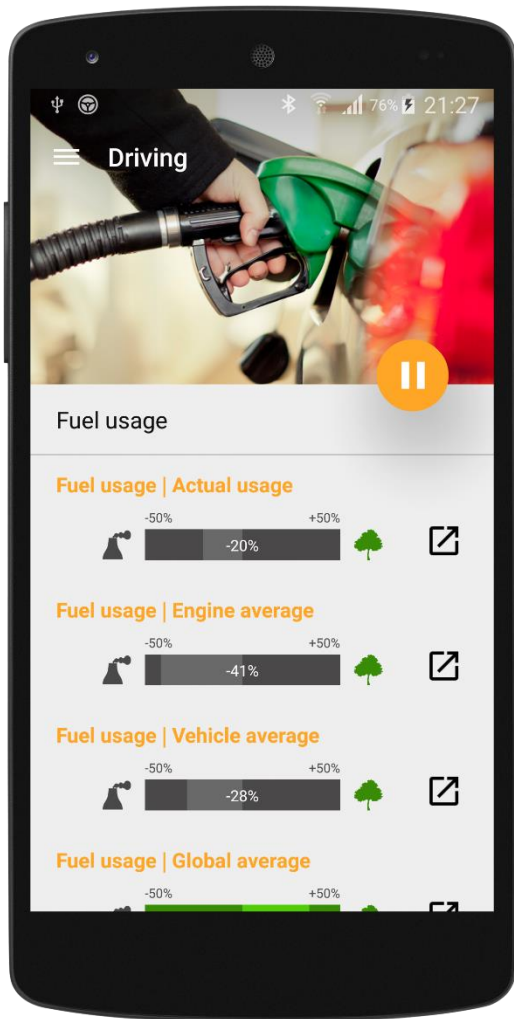 76% 21:27
Driving
Fuel usage
Fuel usage | Actual usage
-50% +50%
-20%
Fuel usage | Engine average
-50% +50%
-41%
Fuel usage | Vehicle average
-50% +50%
-28%
Fuel usage | Global average
-50% +50%